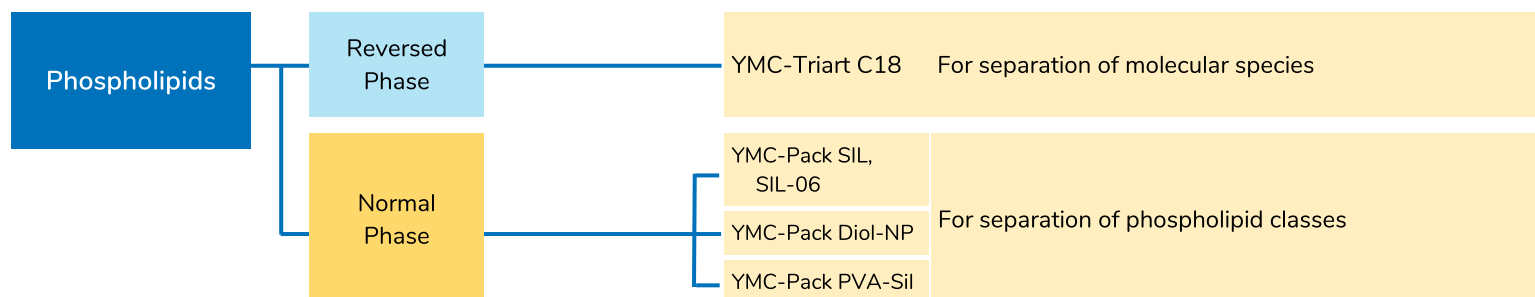 Phospholipids
Reversed
Phase
YMC-Triart C18
For separation of molecular species
Normal
Phase
YMC-Pack SIL,
SIL-06
YMC-Pack Diol-NP
YMC-Pack PVA-Sil
For separation of phospholipid classes